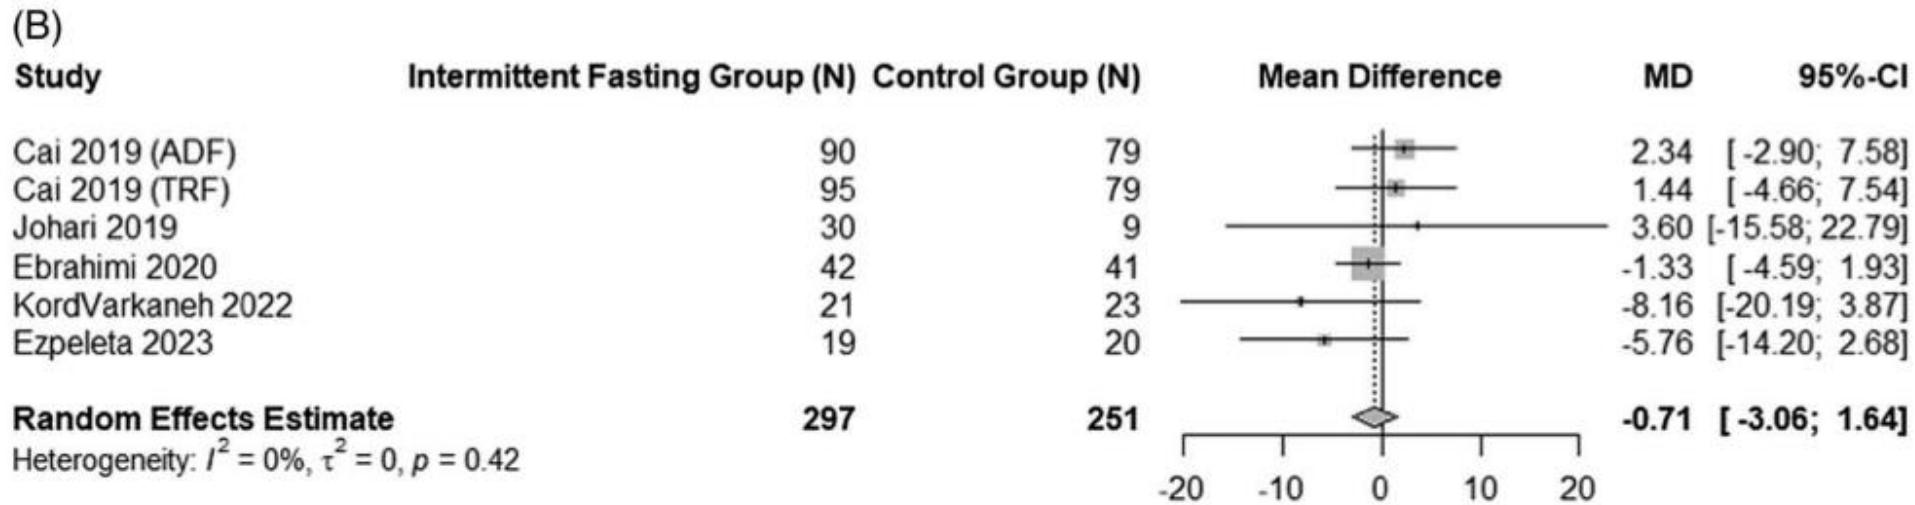 (B)
Study Intermittent Fasting Group (N) Control Group (N) Mean Difference MD 95%-CI
Cai 2019 (ADF) 90 79 2.34 [ -2.90; 7.58]
Cai 2019 (TRF) 95 79 1.44 [ -4.66; 7.54]
Johari 2019 30 9 3.60 [-15.58; 22.79]
Ebrahimi 2020 42 41 -1.33 [ -4.59; 1.93]
KordVarkaneh 2022 21 23 -8.16 [-20.19; 3.87]
Ezpeleta 2023 19 20 -5.76 [-14.20; 2.68]
Random Effects Estimate 297 251 -0.71 [ -3.06; 1.64]
Heterogeneity: I² = 0%, τ² = 0, p = 0.42
-20 -10 0 10 20